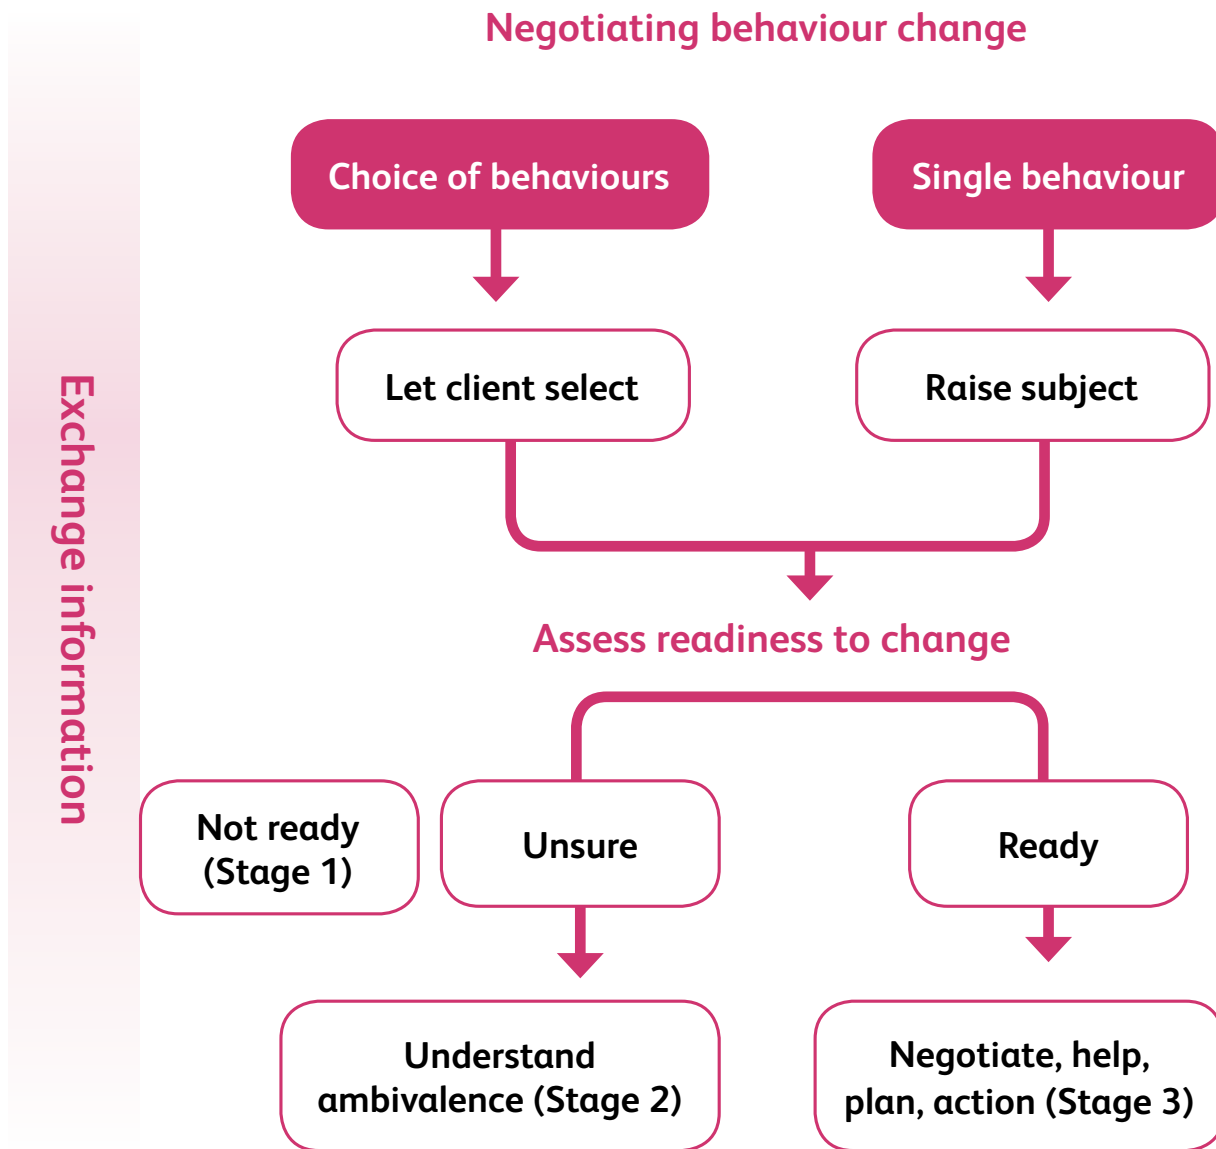 Negotiating behaviour change
Choice of behaviours
Single behaviour
Let client select
Raise subject
Exchange information
Assess readiness to change
Not ready
(Stage 1)
Unsure
Ready
Understand
ambivalence (Stage 2)
Negotiate, help,
plan, action (Stage 3)